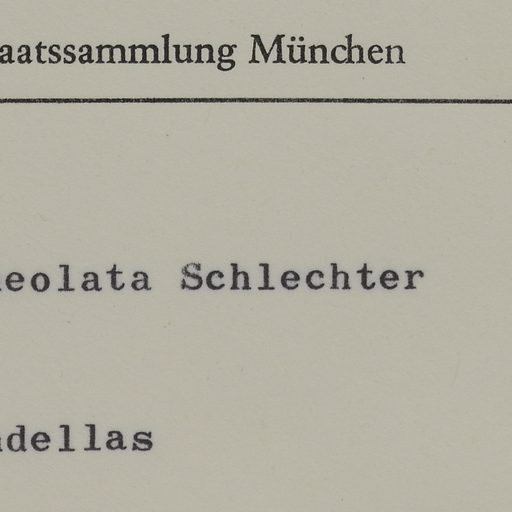 aatssammlung München
eolata Schlechter
dellas